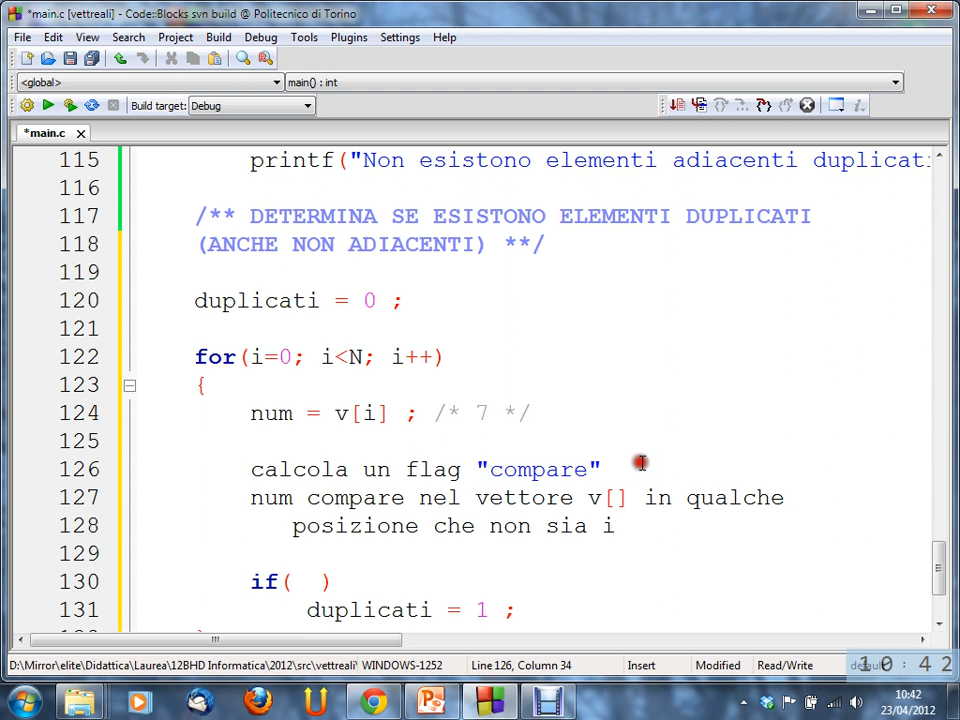 *main.c [vettreali] - Code::Blocks svn build @ Politecnico di Torino
File Edit View Search Project Build Debug Tools Plugins Settings Help
<global> main() : int
Build target: Debug
*main.c
115 printf("Non esistono elementi adiacenti duplicati
116
117 /** DETERMINA SE ESISTONO ELEMENTI DUPLICATI
118 (ANCHE NON ADIACENTI) **/
119
120 duplicati = 0 ;
121
122 for(i=0; i<N; i++)
123 {
124 num = v[i] ; /* 7 */
125
126 calcola un flag "compare"
127 num compare nel vettore v[] in qualche
128 posizione che non sia i
129
130 if( )
131 duplicati = 1 ;
D:\Mirror\elite\Didattica\Laurea\12BHD Informatica\2012\src\vettreali\ WINDOWS-1252 Line 126, Column 34 Insert Modified Read/Write default
10:42
10:42
23/04/2012